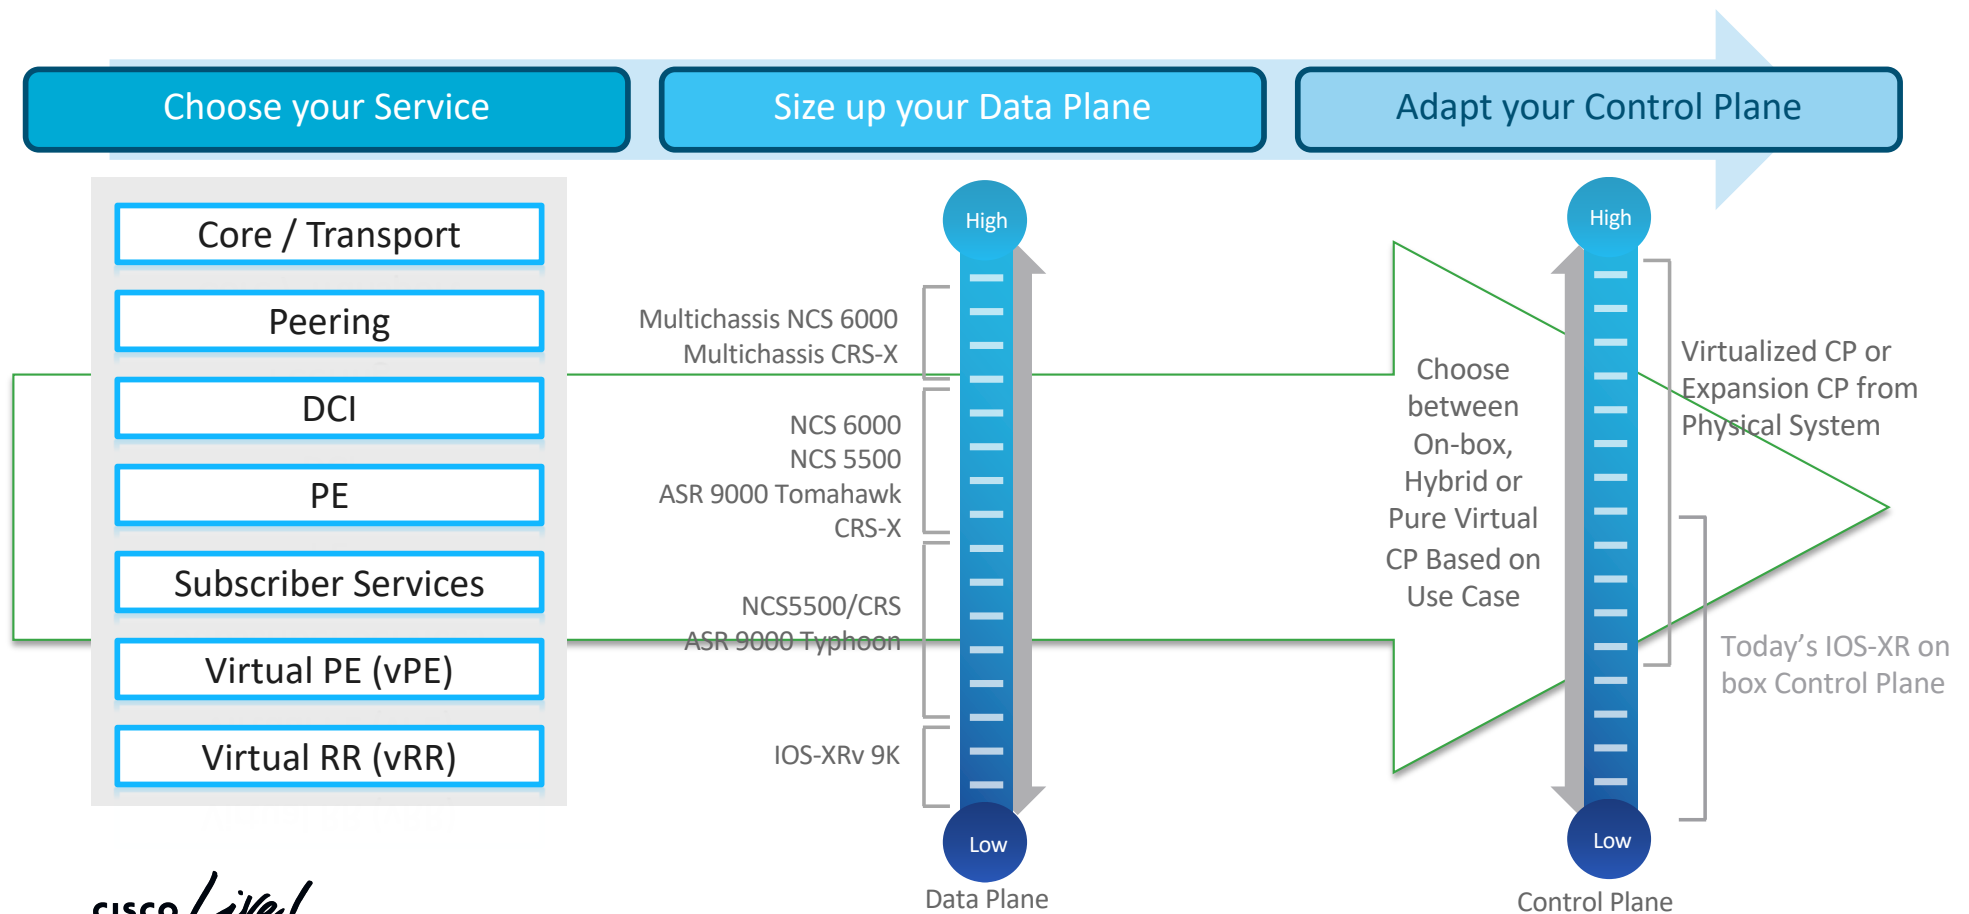 Choose your Service
Size up your Data Plane
Adapt your Control Plane
Core / Transport
Peering
DCI
PE
Subscriber Services
Virtual PE (vPE)
Virtual RR (vRR)
High
Multichassis NCS 6000
Multichassis CRS-X
NCS 6000
NCS 5500
ASR 9000 Tomahawk
CRS-X
NCS5500/CRS
ASR 9000 Typhoon
IOS-XRv 9K
Low
Data Plane
Choose
between
On-box,
Hybrid or
Pure Virtual
CP Based on
Use Case
High
Virtualized CP or
Expansion CP from
Physical System
Today's IOS-XR on
box Control Plane
Low
Control Plane
CISCO Live!